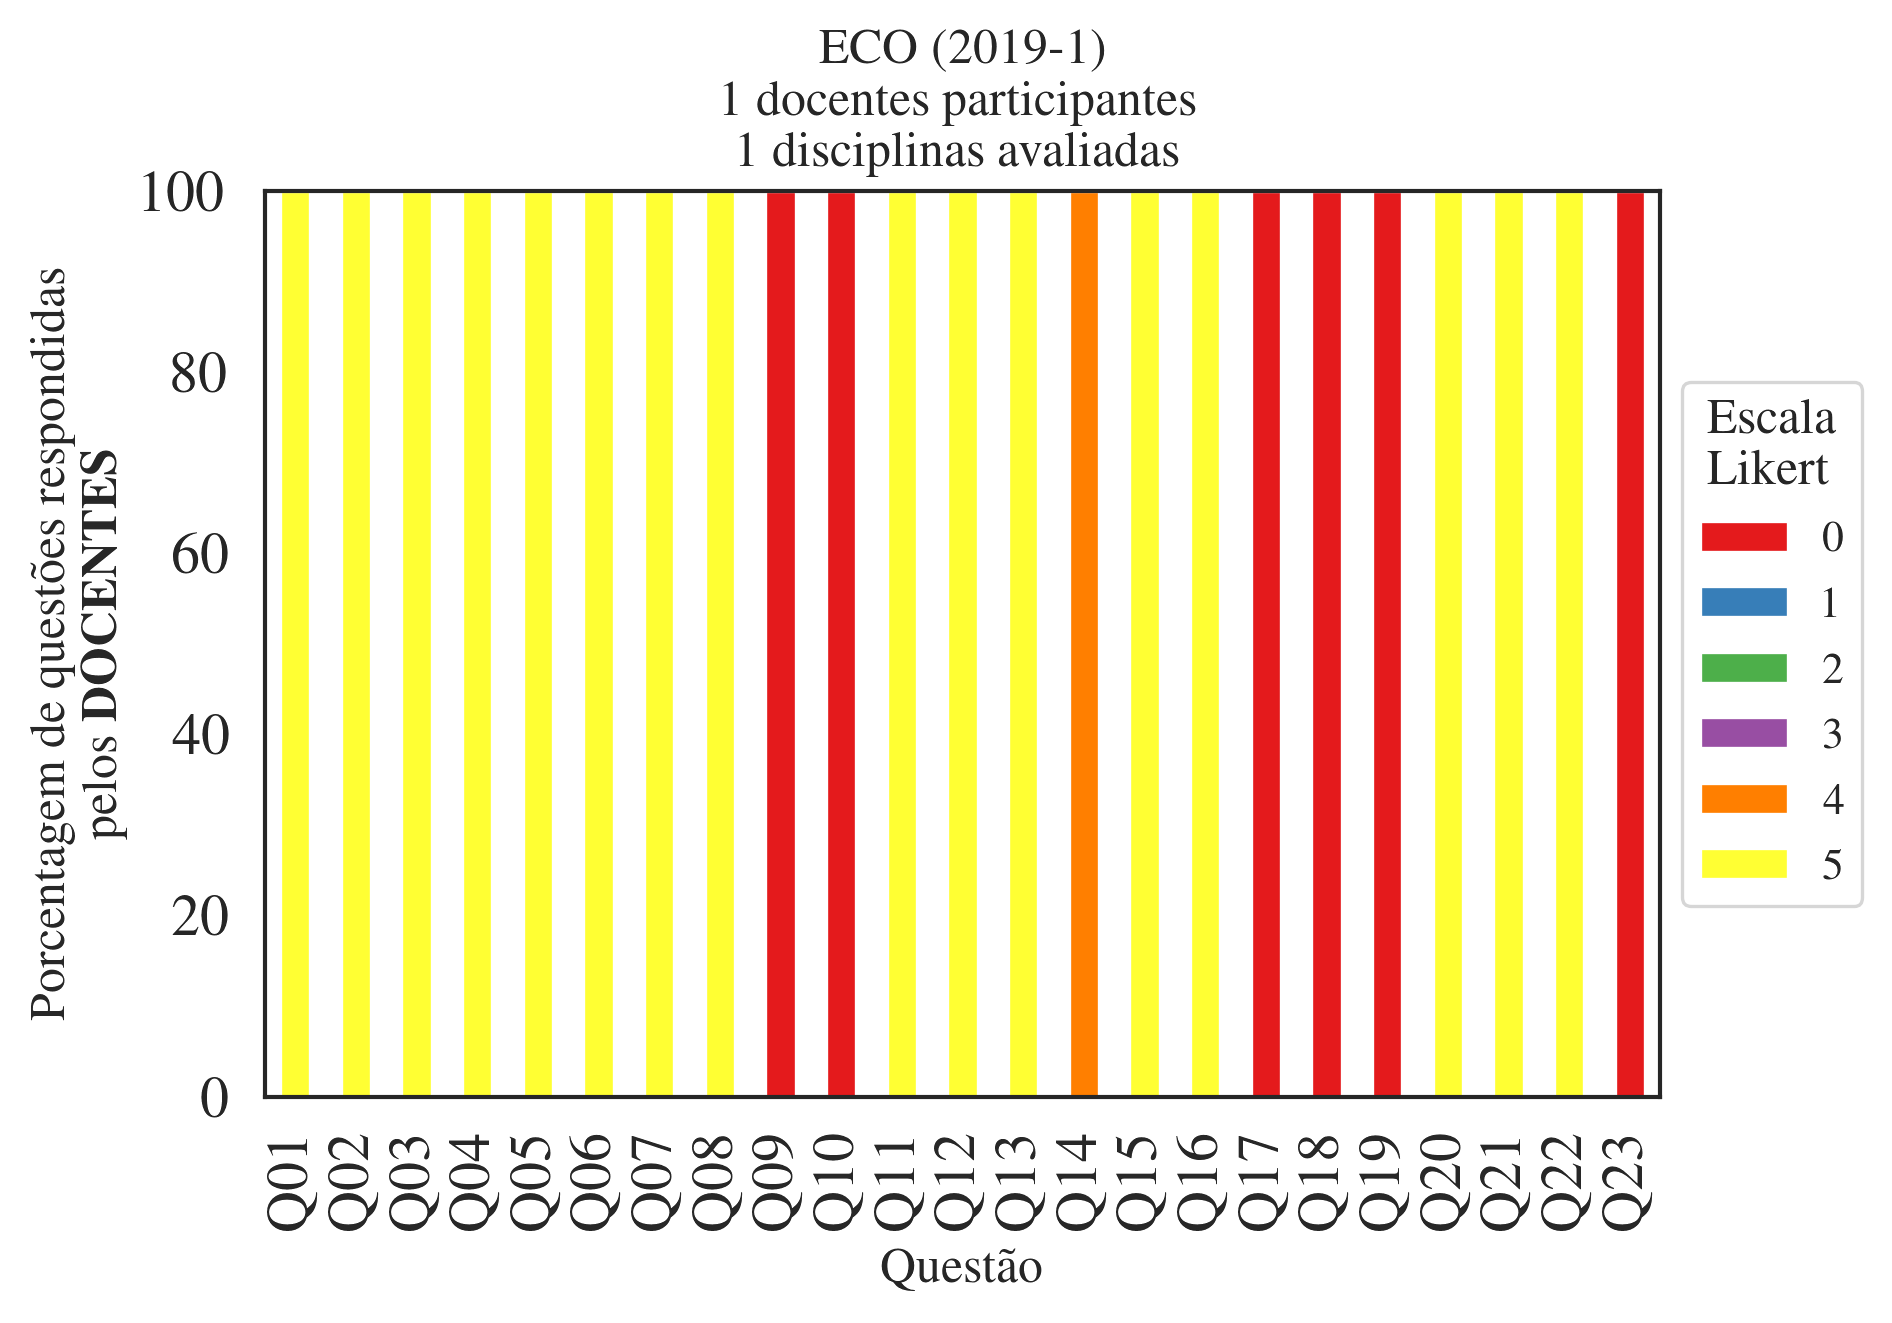 ECO (2019-1)
1 docentes participantes
1 disciplinas avaliadas
Porcentagem de questões respondidas
pelos DOCENTES
100
80
60
40
20
0
Q01
Q02
Q03
Q04
Q05
Q06
Q07
Q08
Q09
Q10
Q11
Q12
Q13
Q14
Q15
Q16
Q17
Q18
Q19
Q20
Q21
Q22
Q23
Questão
Escala
Likert
0
1
2
3
4
5